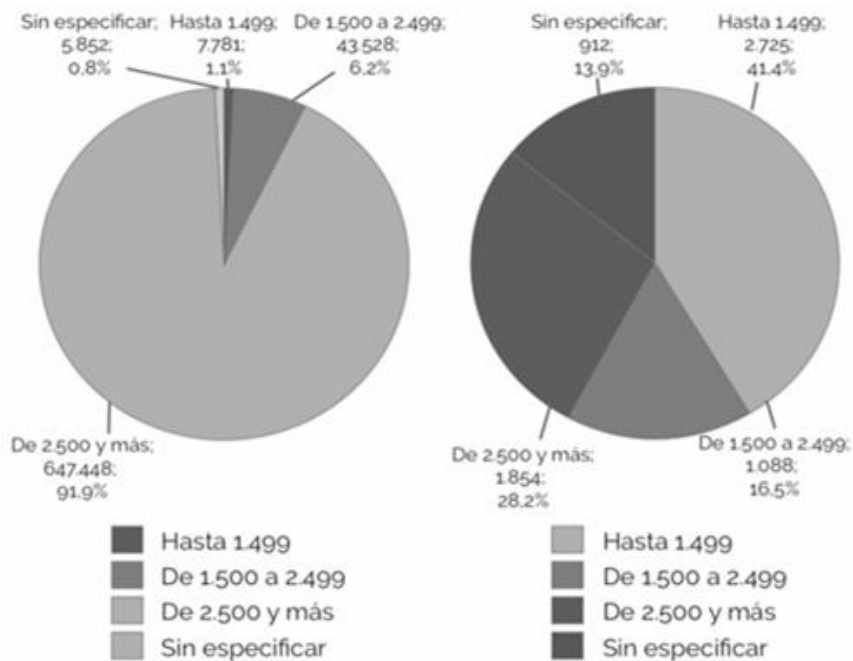 Sin especificar;
5.852;
0.8%
Hasta 1.499;
7.781;
1.1%
De 1.500 a 2.499;
43.528;
6.2%
De 2.500 y más;
647.448;
91.9%
Hasta 1.499
De 1.500 a 2.499
De 2.500 y más
Sin especificar
Sin especificar;
912;
13.9%
Hasta 1.499;
2.725;
41.4%
De 2.500 y más;
1.854;
28,2%
De 1.500 a 2.499;
1.088;
16,5%
Hasta 1.499
De 1.500 a 2.499
De 2.500 y más
Sin especificar